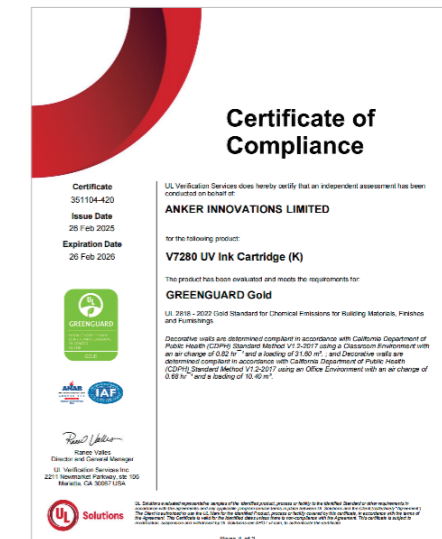 Certificate of
Compliance
Certificate
351104-420
Issue Date
26 Feb 2025
Expiration Date
26 Feb 2026
UL
GREENGUARD
GOLD
ANAB
IAF
Ranee Valles
Director and General Manager
UL Verification Services Inc.
2211 Newmarket Parkway, ste 106
Marietta, GA 30067 USA
UL Verification Services does hereby certify that an independent assessment has been
conducted on behalf of:
ANKER INNOVATIONS LIMITED
for the following product:
V7280 UV Ink Cartridge (K)
The product has been evaluated and meets the requirements for:
GREENGUARD Gold
UL 2818 - 2022 Gold Standard for Chemical Emissions for Building Materials, Finishes
and Furnishings
Decorative walls are determined compliant in accordance with California Department of
Public Health (CDPH) Standard Method V1.2-2017 using a Classroom Environment with
an air change of 0.82 hr⁻¹ and a loading of 31.60 m². ; and Decorative walls are
determined compliant in accordance with California Department of Public Health
(CDPH) Standard Method V1.2-2017 using an Office Environment with an air change of
0.68 hr⁻¹ and a loading of 10.40 m².
UL Solutions